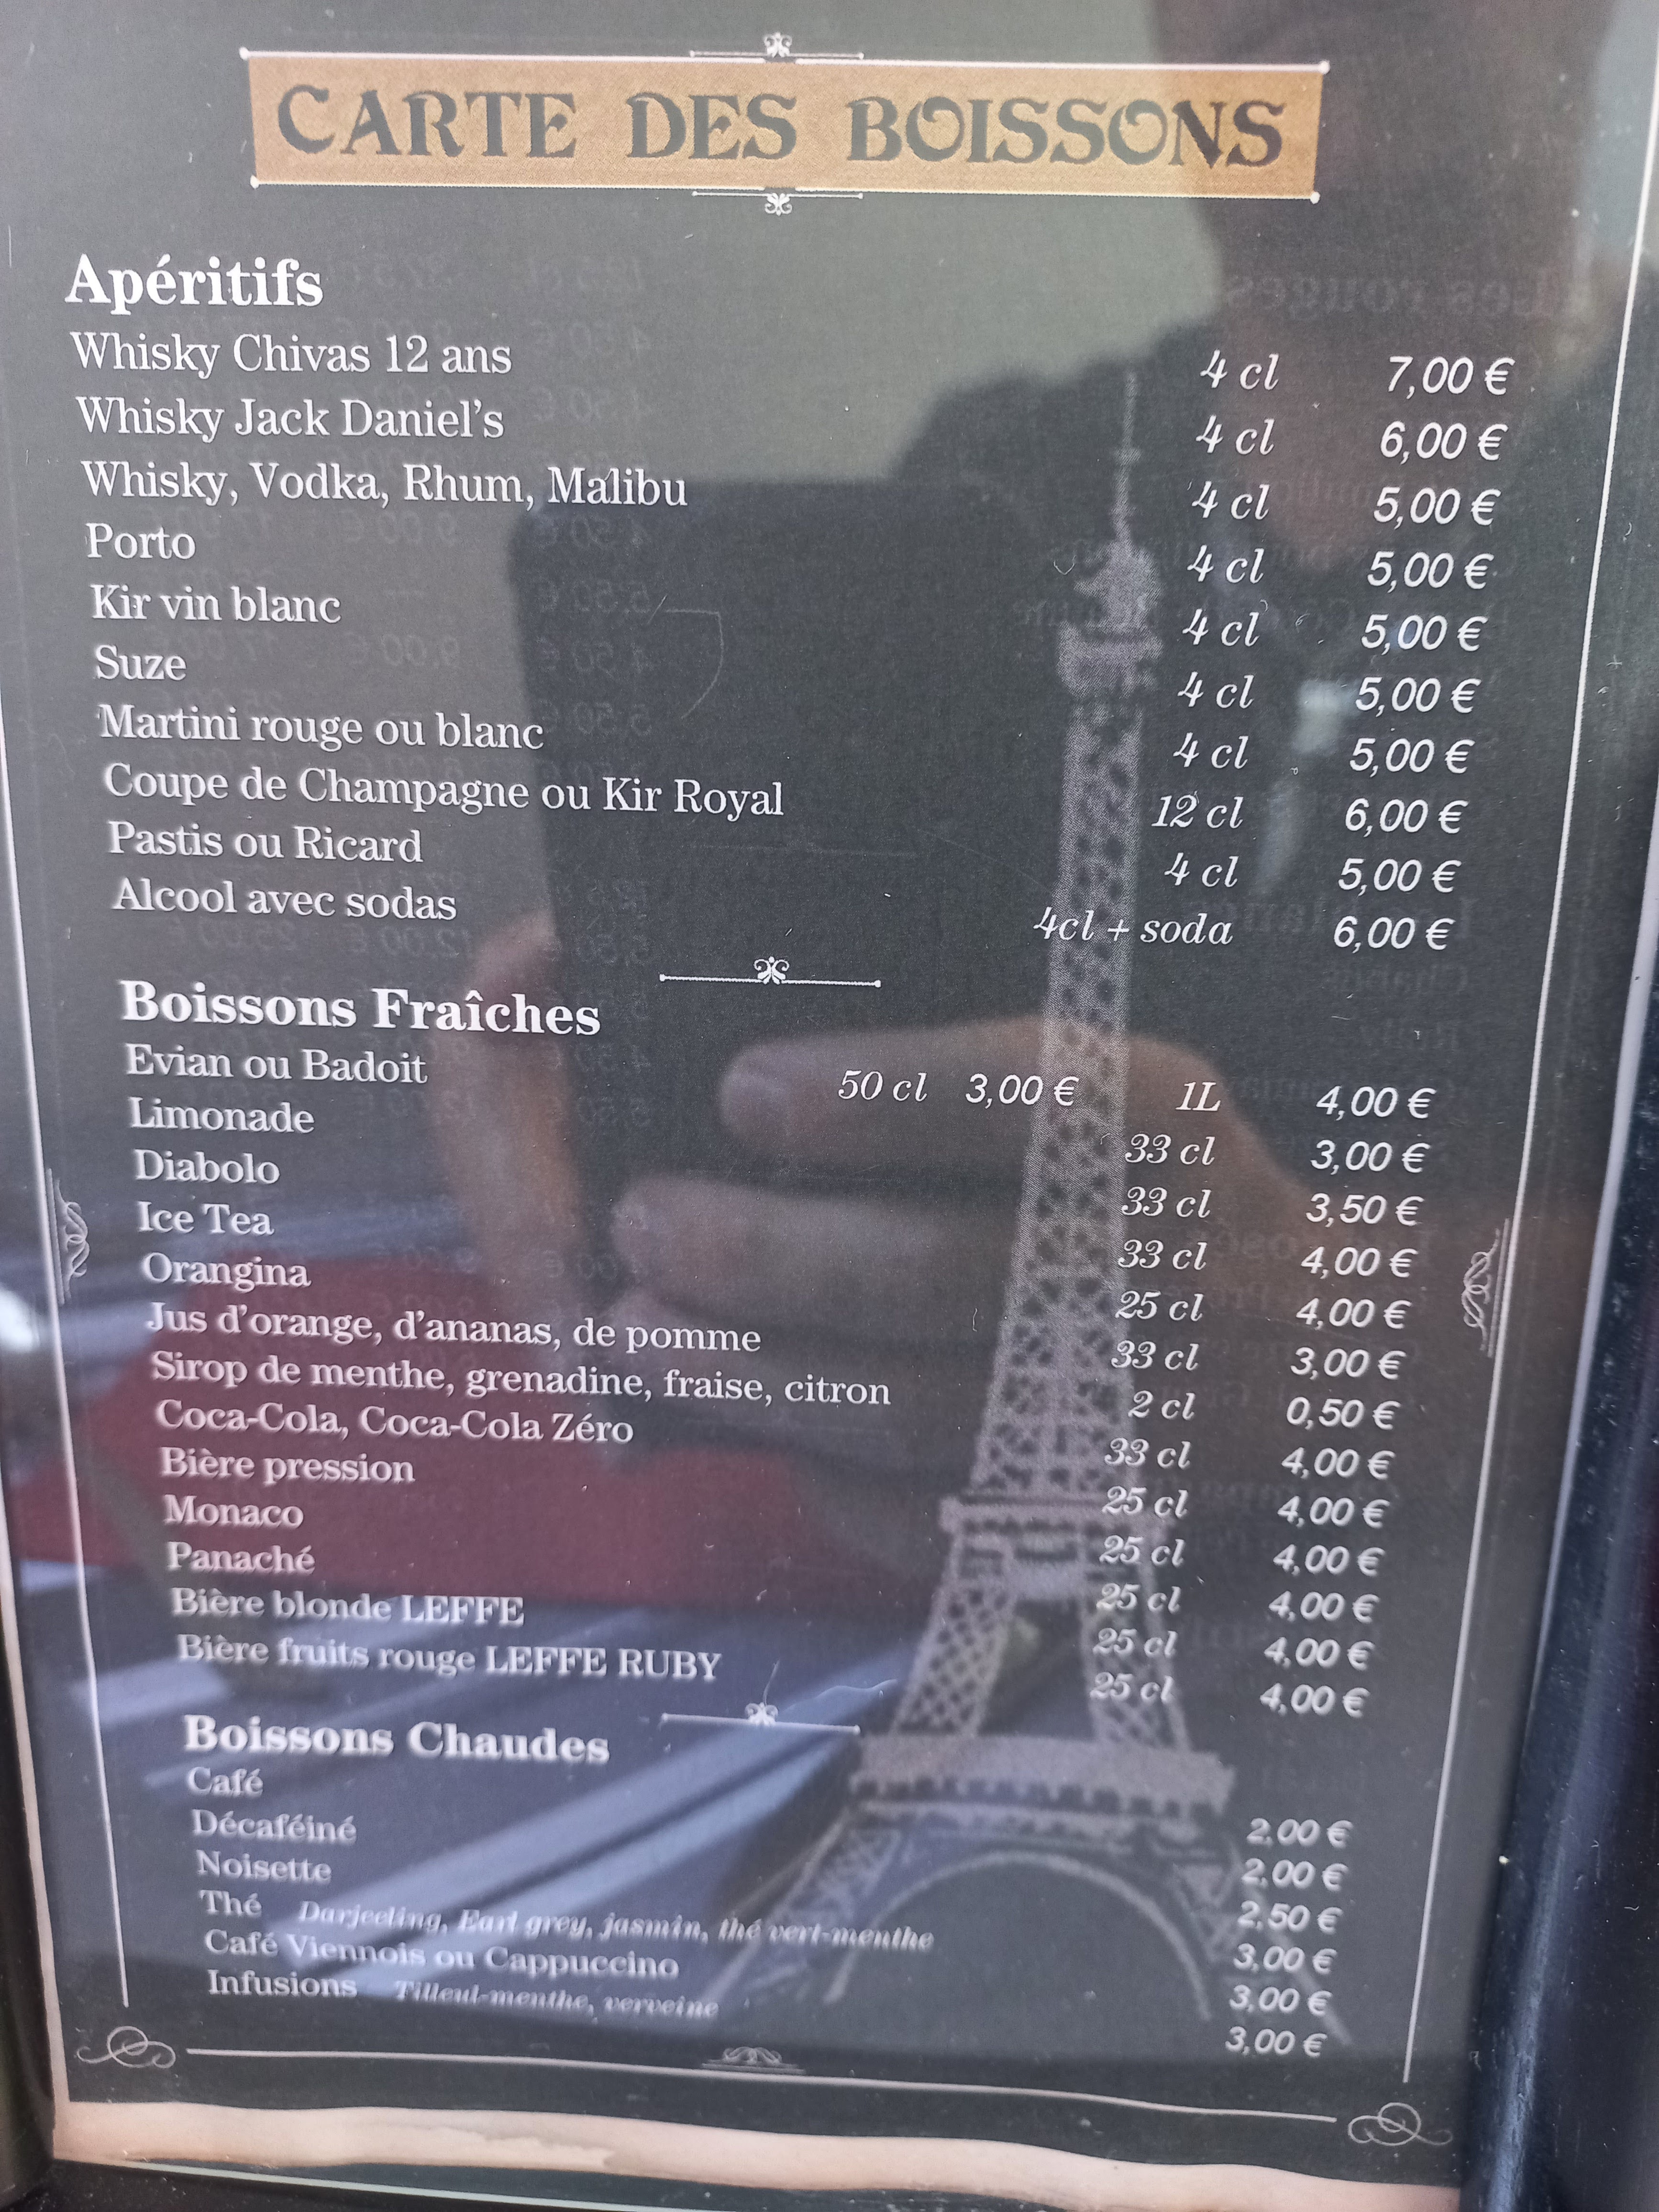 CARTE DES BOISSONS
Apéritifs
Whisky Chivas 12 ans 4 cl 7,00 €
Whisky Jack Daniel's 4 cl 6,00 €
Whisky, Vodka, Rhum, Malibu 4 cl 5,00 €
Porto 4 cl 5,00 €
Kir vin blanc 4 cl 5,00 €
Suze 4 cl 5,00 €
Martini rouge ou blanc 4 cl 5,00 €
Coupe de Champagne ou Kir Royal 12 cl 6,00 €
Pastis ou Ricard 4 cl 5,00 €
Alcool avec sodas 4cl + soda 6,00 €
Boissons Fraîches
Evian ou Badoit 50 cl 3,00 € 1L 4,00 €
Limonade 33 cl 3,00 €
Diabolo 33 cl 3,50 €
Ice Tea 33 cl 4,00 €
Orangina 25 cl 4,00 €
Jus d'orange, d'ananas, de pomme 33 cl 3,00 €
Sirop de menthe, grenadine, fraise, citron 2 cl 0,50 €
Coca-Cola, Coca-Cola Zéro 33 cl 4,00 €
Bière pression 25 cl 4,00 €
Monaco 25 cl 4,00 €
Panaché 25 cl 4,00 €
Bière blonde LEFFE 25 cl 4,00 €
Bière fruits rouge LEFFE RUBY 25 cl 4,00 €
Boissons Chaudes
Café 2,00 €
Décaféiné 2,00 €
Noisette 2,50 €
Thé Darjeeling, Earl grey, jasmin, thé vert-menthe 3,00 €
Café Viennois ou Cappuccino 3,00 €
Infusions Tilleul-menthe, verveine 3,00 €